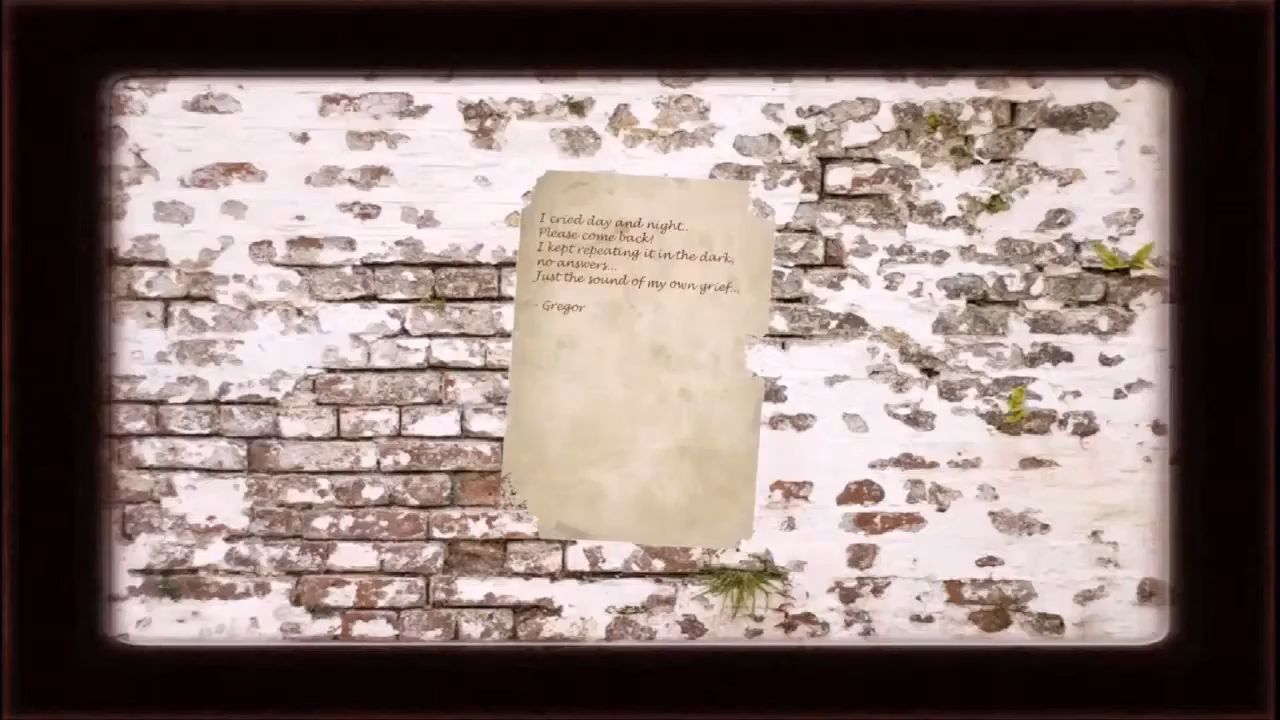 I cried day and night..
Please come back!
I kept repeating it in the dark,
no answers...
Just the sound of my own grief...
- Gregor